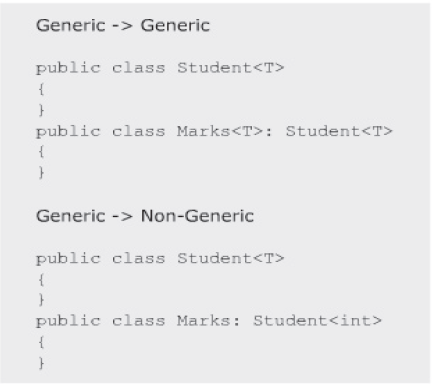 Generic -> Generic
public class Student<T>
{
}
public class Marks<T>: Student<T>
{
}
Generic -> Non-Generic
public class Student<T>
{
}
public class Marks: Student<int>
{
}